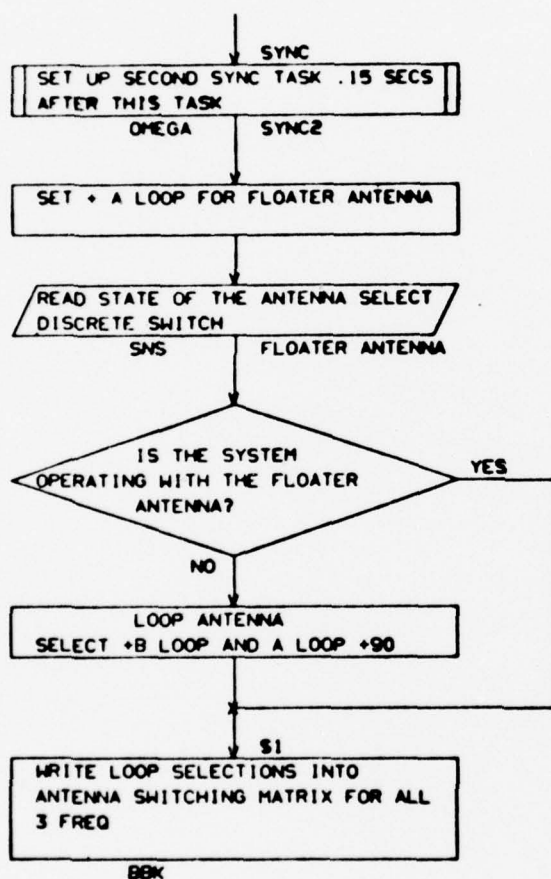 SYNC
SET UP SECOND SYNC TASK .15 SECS
AFTER THIS TASK
OMEGA SYNC2
SET + A LOOP FOR FLOATER ANTENNA
READ STATE OF THE ANTENNA SELECT
DISCRETE SWITCH
SNS FLOATER ANTENNA
IS THE SYSTEM
OPERATING WITH THE FLOATER
ANTENNA?
YES
NO
LOOP ANTENNA
SELECT +B LOOP AND A LOOP +90
S1
WRITE LOOP SELECTIONS INTO
ANTENNA SWITCHING MATRIX FOR ALL
3 FREQ
BBK